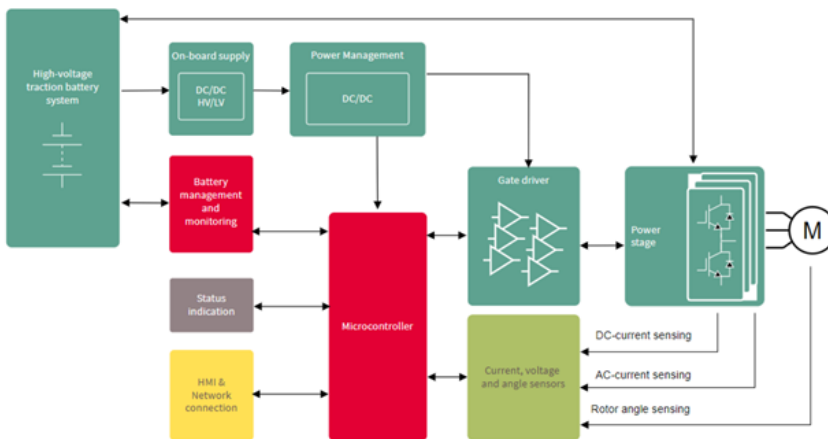 High-voltage
traction battery
system
On-board supply
DC/DC
HV/LV
Power Management
DC/DC
Battery
management
and
monitoring
Gate driver
Power
stage
M
Status
indication
Microcontroller
HMI &
Network
connection
Current, voltage
and angle sensors
DC-current sensing
AC-current sensing
Rotor angle sensing